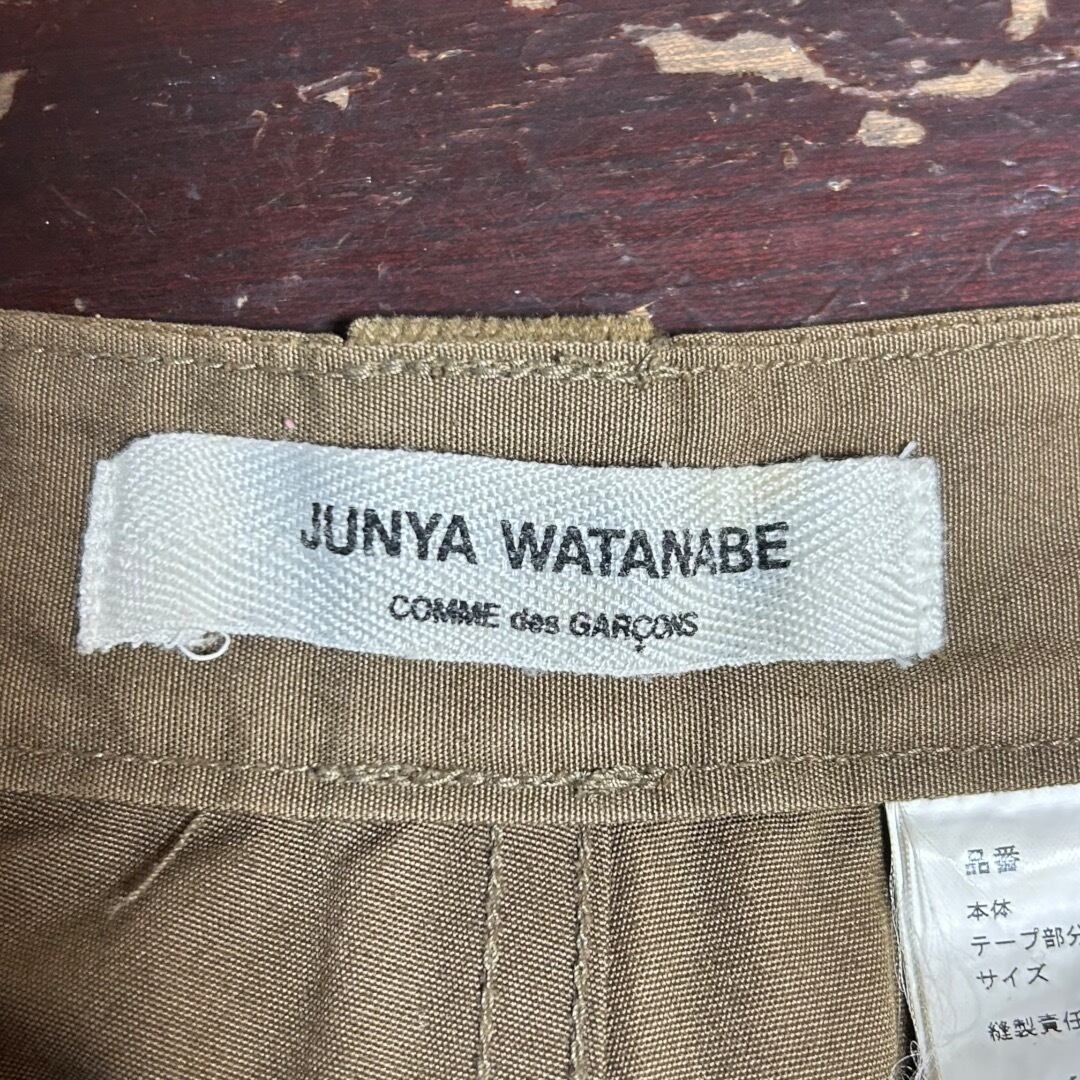 JUNYA WATANABE
COMME des GARÇONS
品番
本体
テープ部分
サイズ
縫製責任